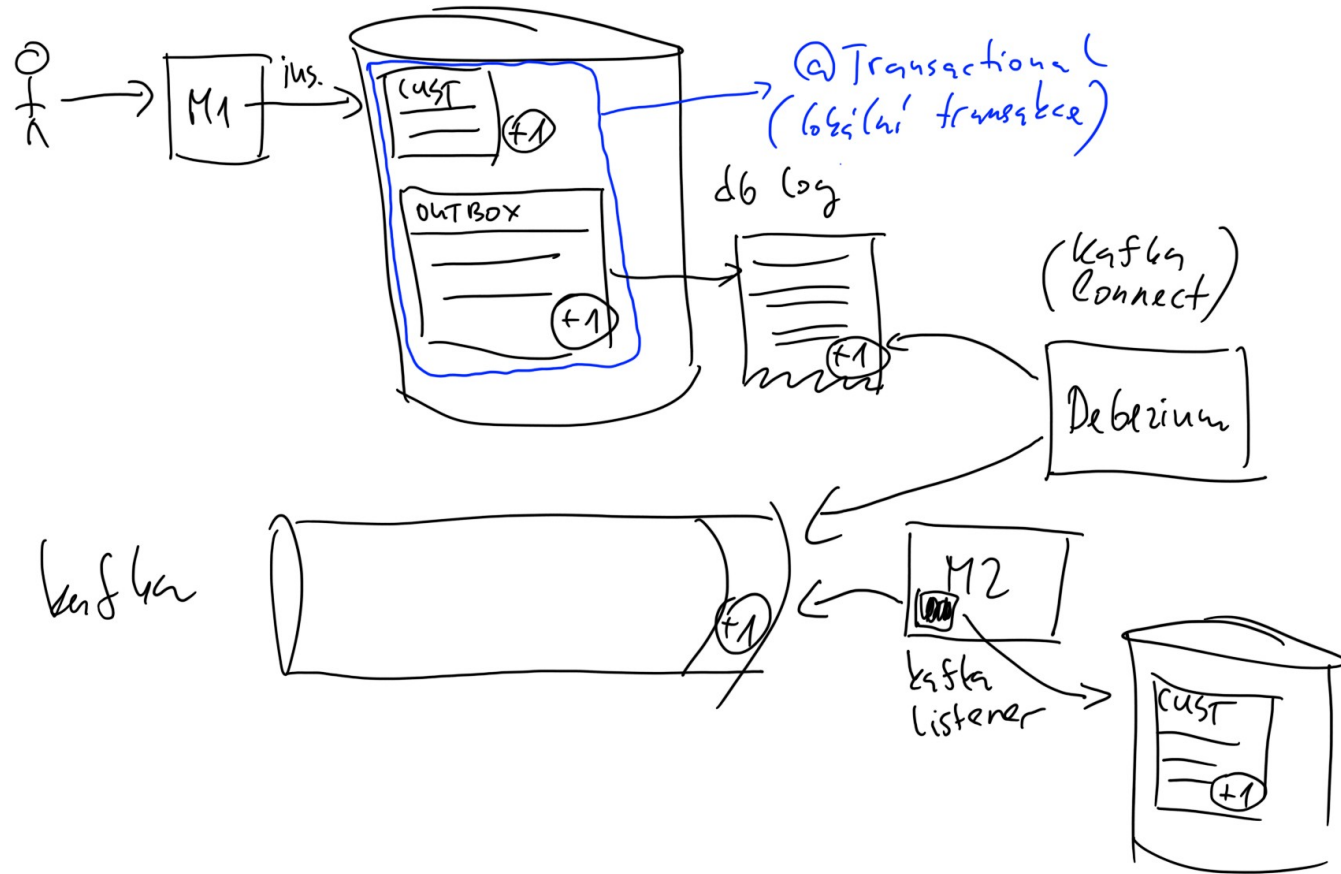 M1
ins.
CUST
+1
OUTBOX
+1
@Transactional
(lokální transakce)
db log
+1
(Kafka
Connect)
Debezium
kafka
+1
M2
kafka
listener
CUST
+1